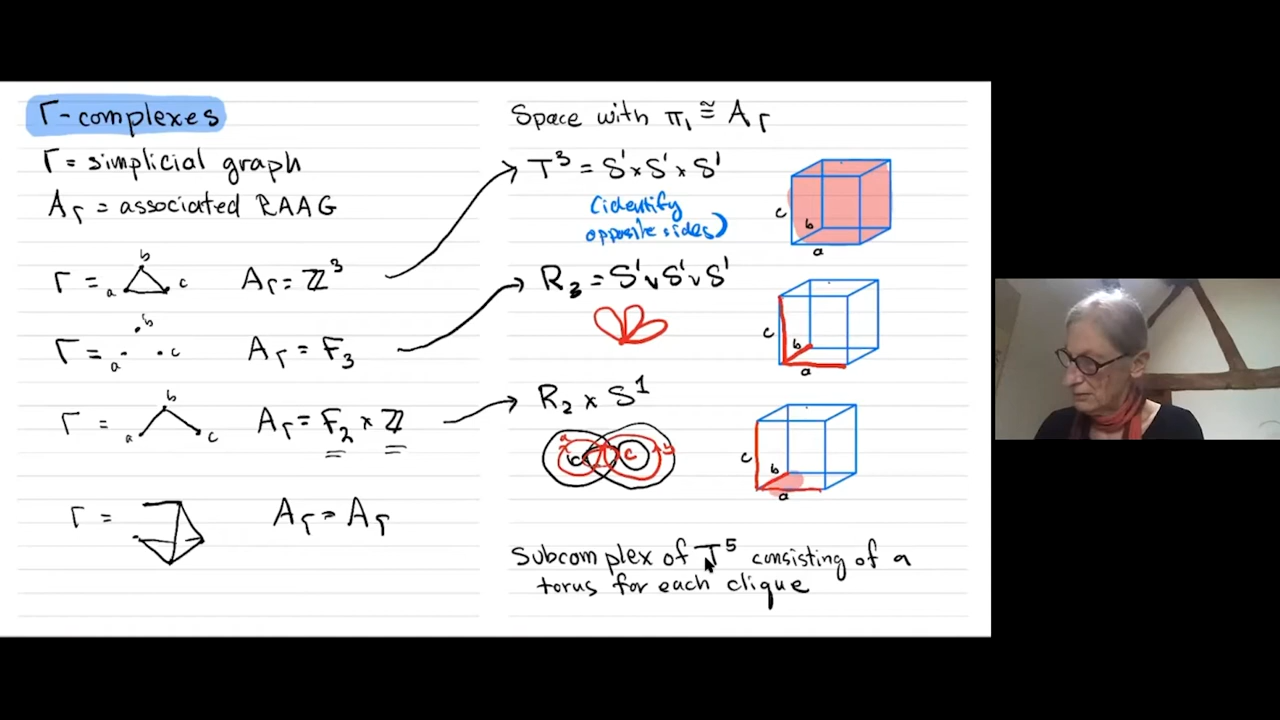 Γ-complexes
Γ = simplicial graph
A_Γ = associated RAAG
Γ = a b c A_Γ = ℤ³
Γ = a b c A_Γ = F₃
Γ = a b c A_Γ = F₂ × ℤ
Γ = A_Γ = A_Γ
Space with π₁ ≅ A_Γ
T³ = S¹ × S¹ × S¹
(identify
opposite sides)
c b a
R₃ = S¹ ∨ S¹ ∨ S¹
c b a
R₂ × S¹
a c
c b a
Subcomplex of T⁵ consisting of a
torus for each clique